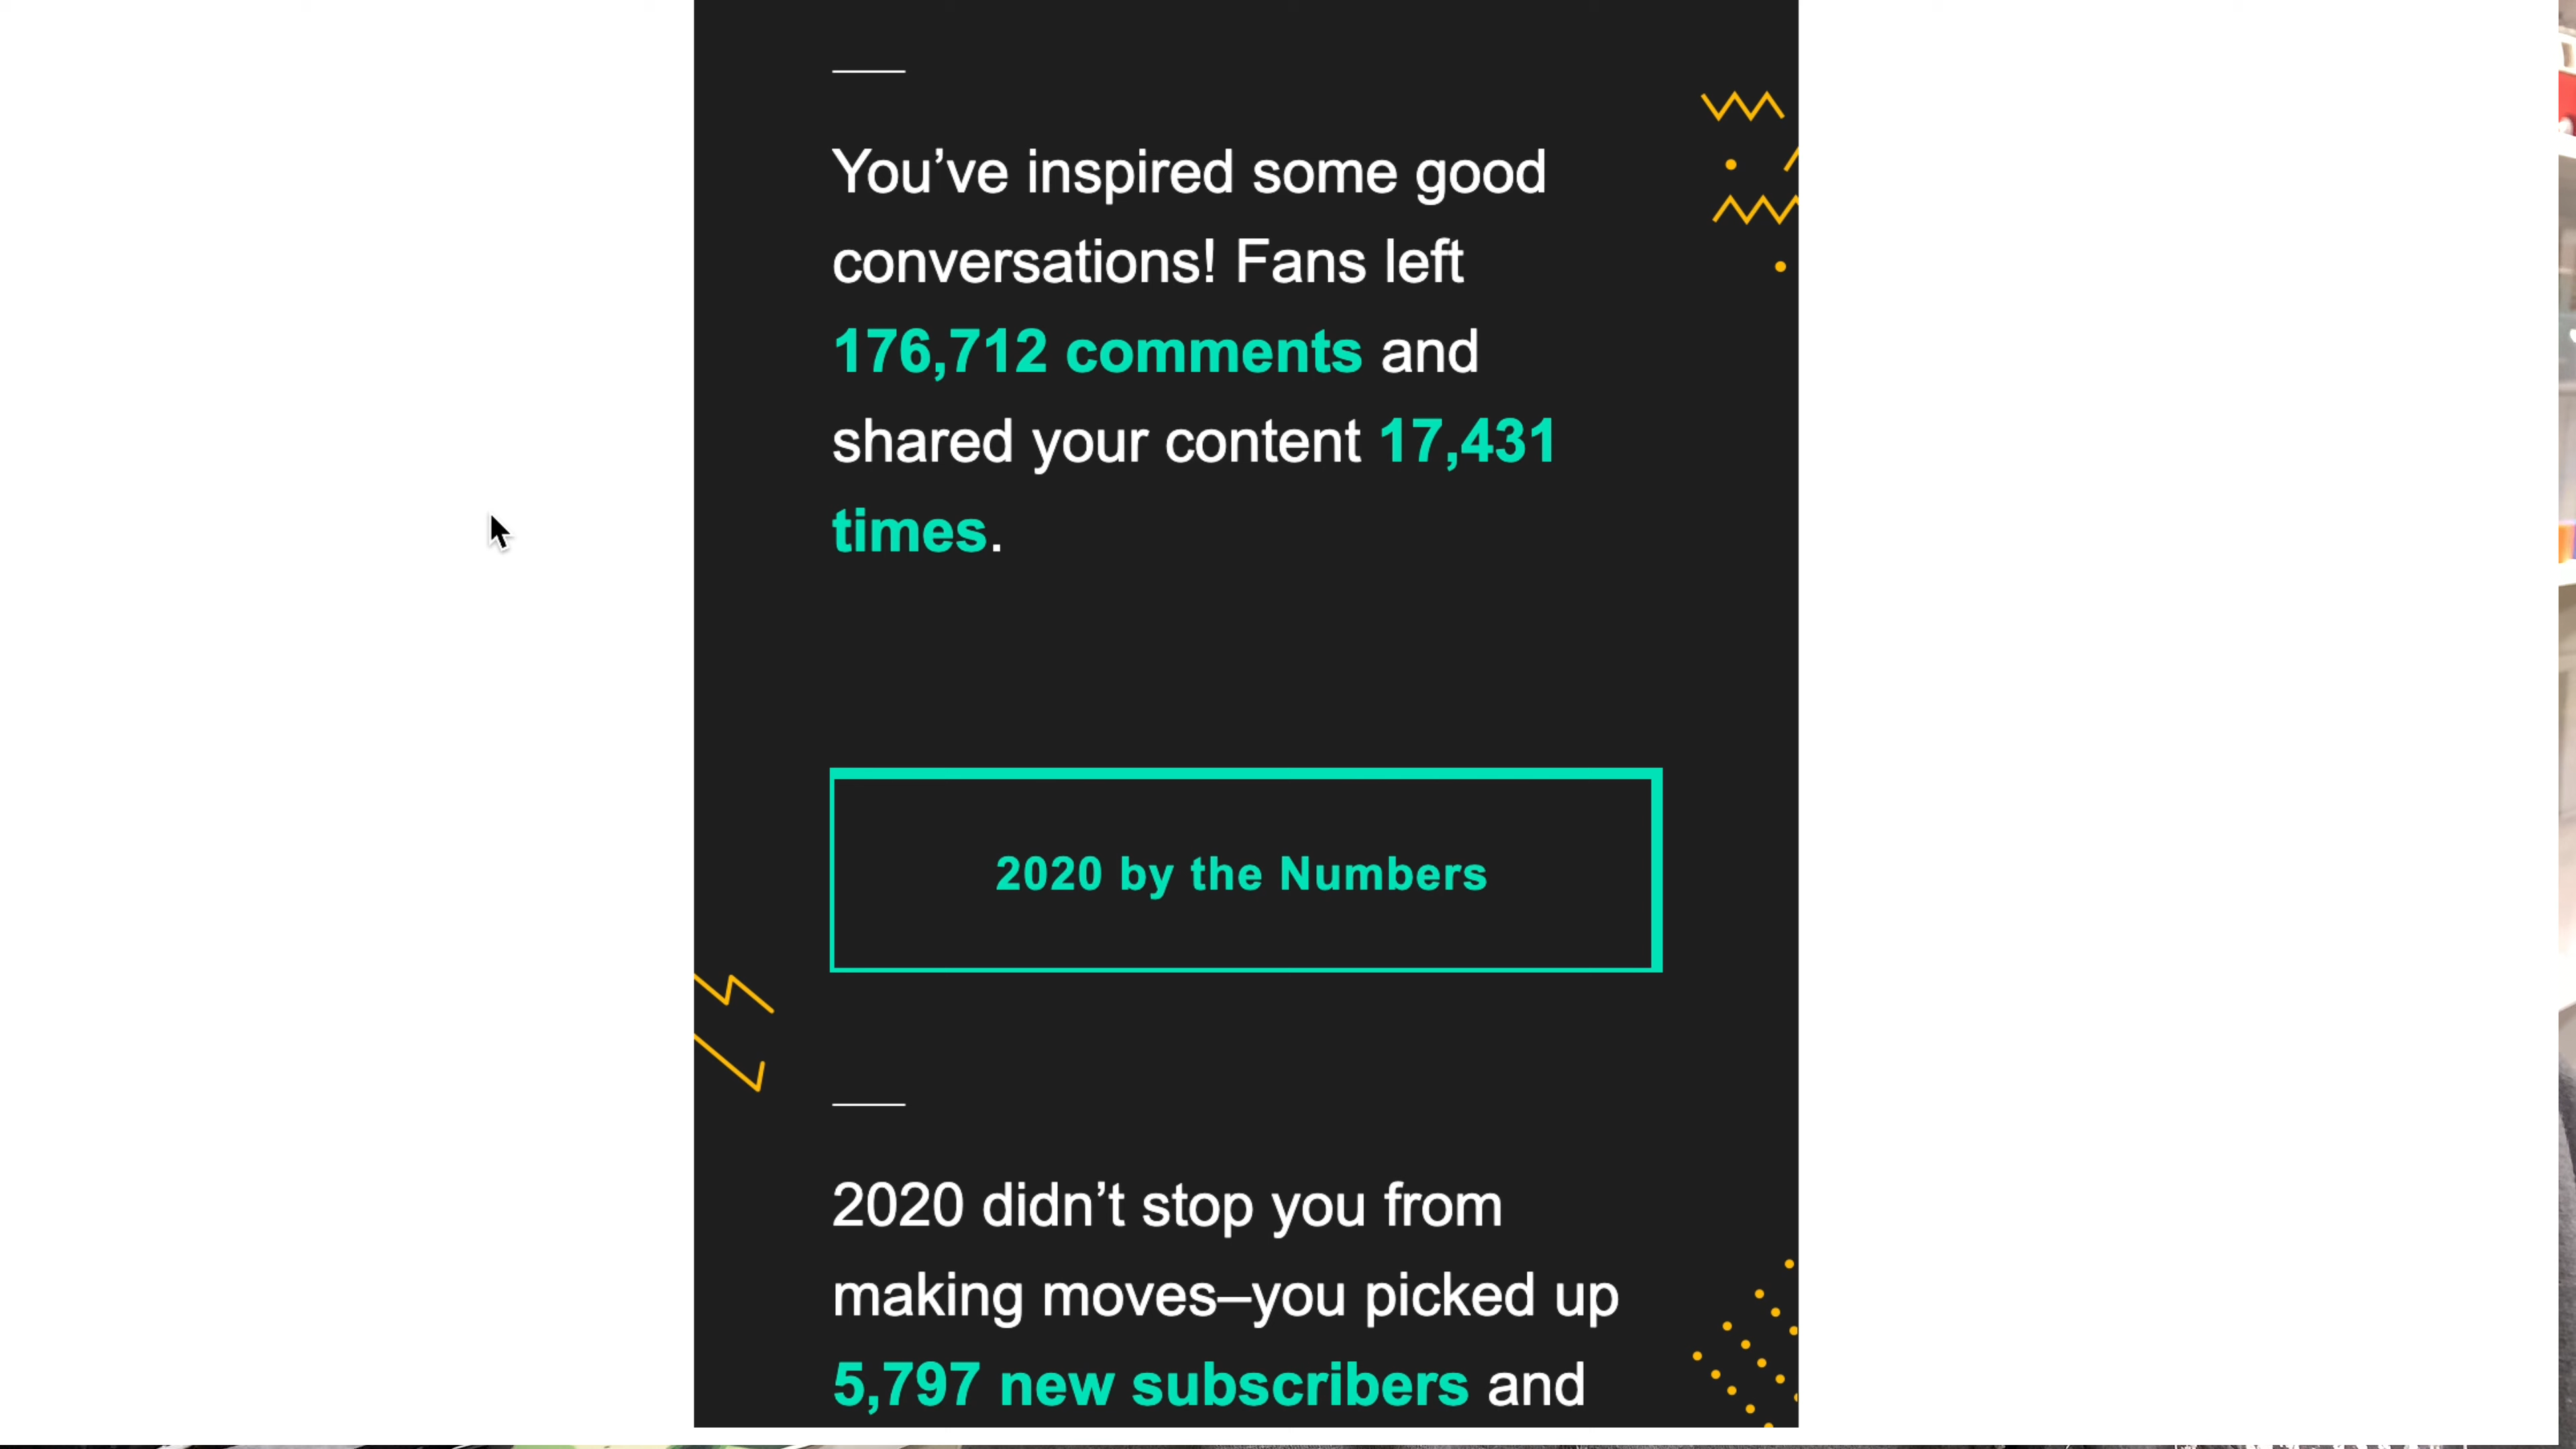 You’ve inspired some good
conversations! Fans left
176,712 comments and
shared your content 17,431
times.
2020 by the Numbers
2020 didn’t stop you from
making moves—you picked up
5,797 new subscribers and